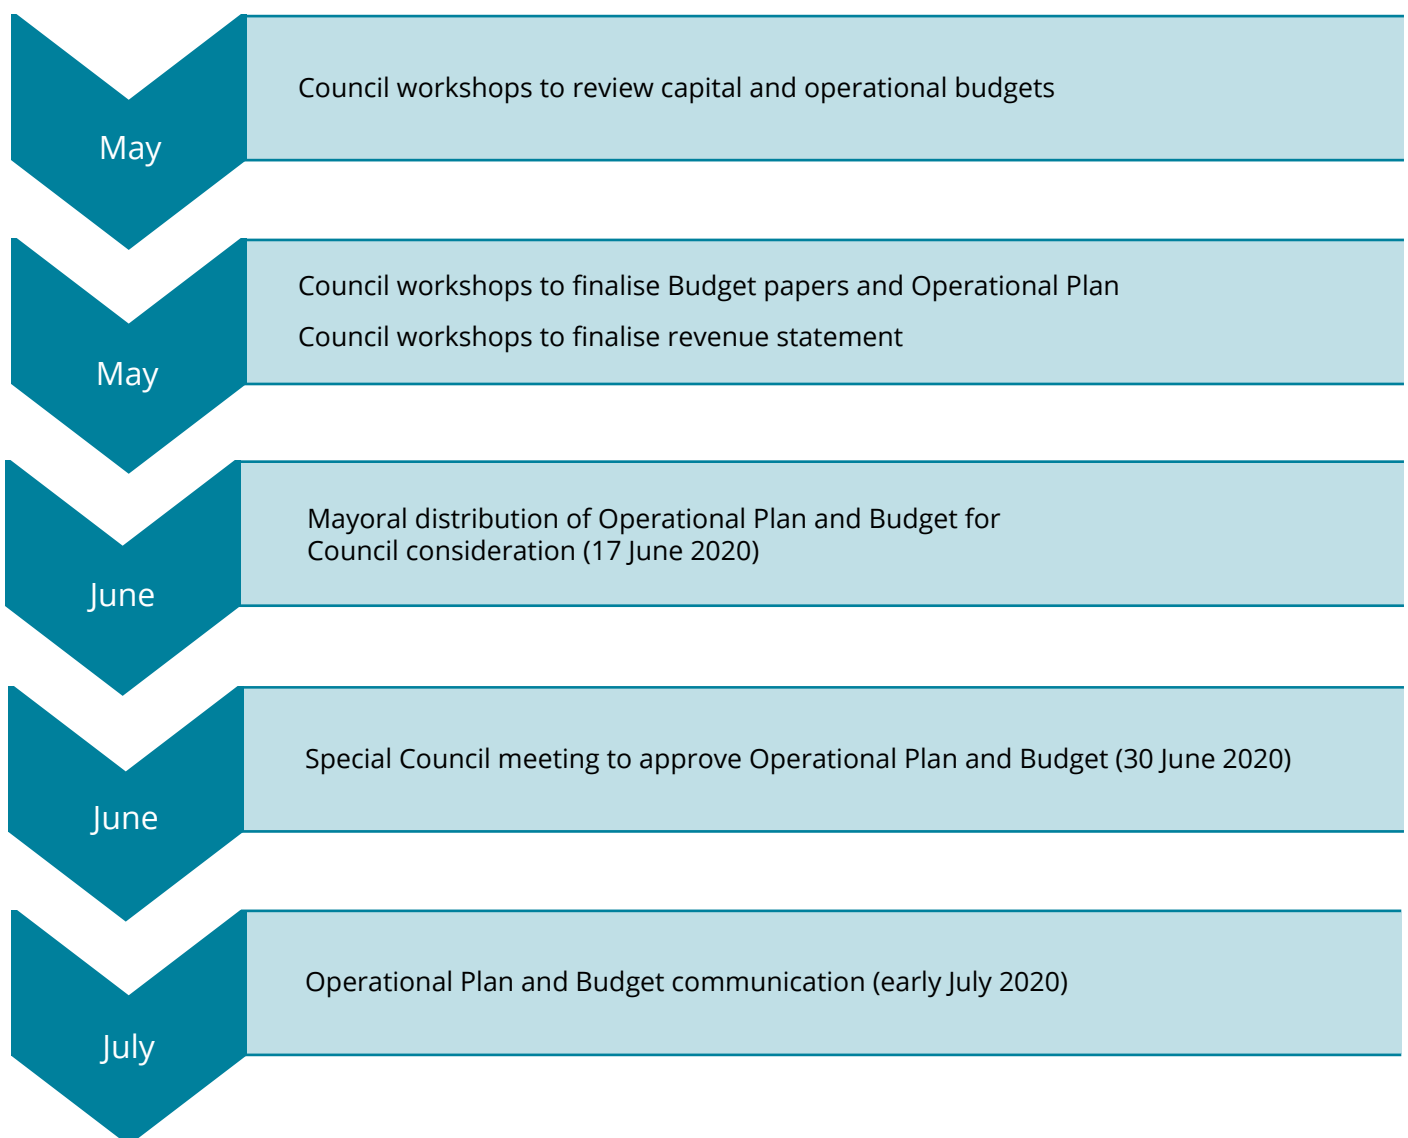 May
Council workshops to review capital and operational budgets
May
Council workshops to finalise Budget papers and Operational Plan
Council workshops to finalise revenue statement
June
Mayoral distribution of Operational Plan and Budget for
Council consideration (17 June 2020)
June
Special Council meeting to approve Operational Plan and Budget (30 June 2020)
July
Operational Plan and Budget communication (early July 2020)